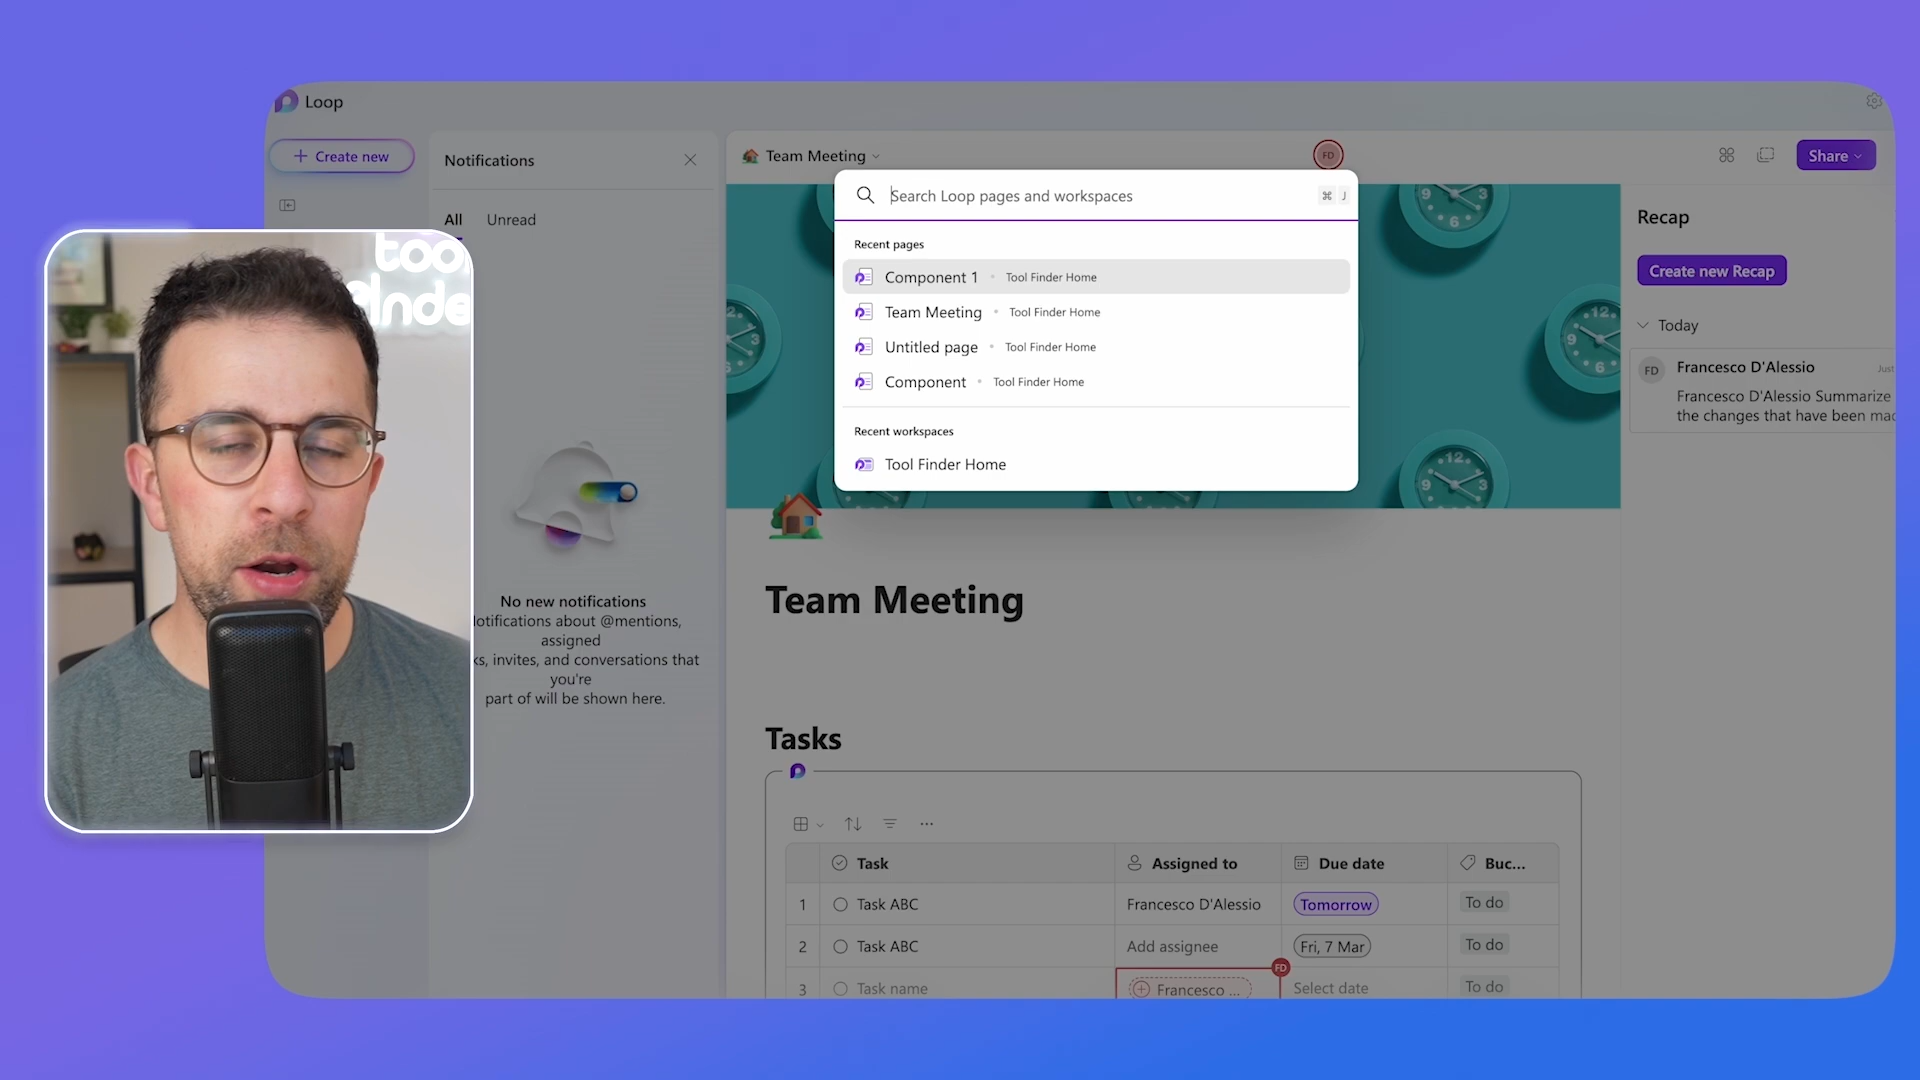 Loop
Create new
Notifications
All
Unread
No new notifications
Notifications about @mentions,
assigned
invites, and conversations that
you're
part of will be shown here.
Team Meeting
FD
Share
Search Loop pages and workspaces
⌘ J
Recent pages
Component 1 • Tool Finder Home
Team Meeting • Tool Finder Home
Untitled page • Tool Finder Home
Component • Tool Finder Home
Recent workspaces
Tool Finder Home
Recap
Create new Recap
Today
FD
Francesco D'Alessio
Just
Francesco D'Alessio Summarize
the changes that have been mad
Team Meeting
Tasks
Task Assigned to Due date Buc...
1 Task ABC Francesco D'Alessio Tomorrow To do
2 Task ABC Add assignee Fri, 7 Mar To do
FD
3 Task name Francesco ... Select date To do